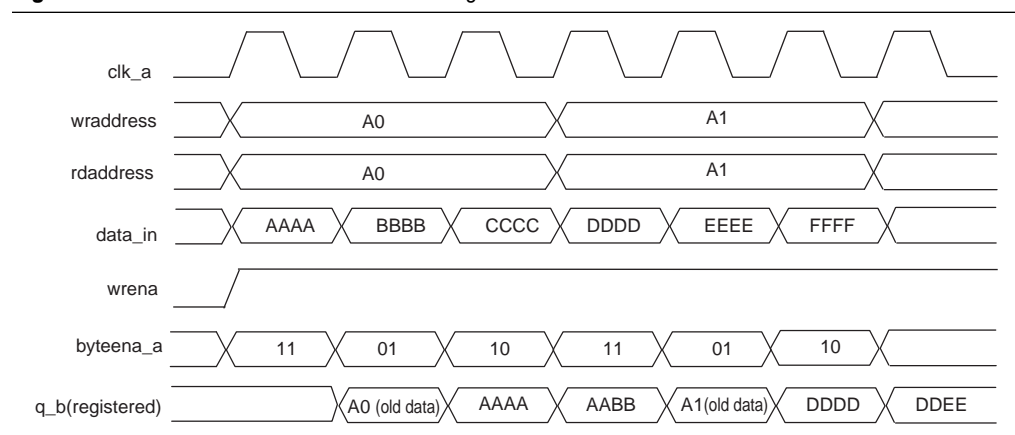 clk_a
wraddress A0 A1
rdaddress A0 A1
data_in AAAA BBBB CCCC DDDD EEEE FFFF
wrena
byteena_a 11 01 10 11 01 10
q_b(registered) A0 (old data) AAAA AABB A1(old data) DDDD DDEE